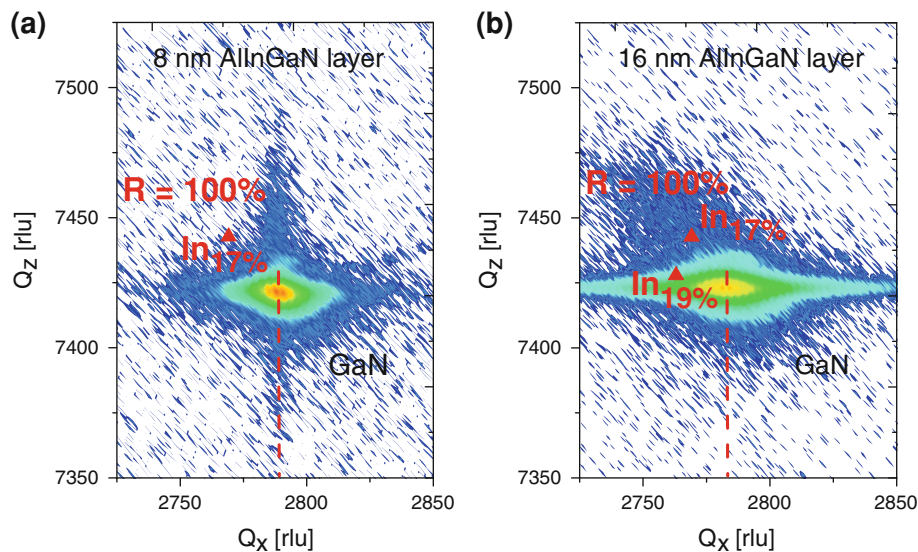 (a)
8 nm AlInGaN layer
7500
7450
7400
7350
Qz [rlu]
R = 100%
In17%
GaN
2750
2800
2850
Qx [rlu]
(b)
16 nm AlInGaN layer
7500
7450
7400
7350
Qz [rlu]
R = 100%
In17%
In19%
GaN
2750
2800
2850
Qx [rlu]